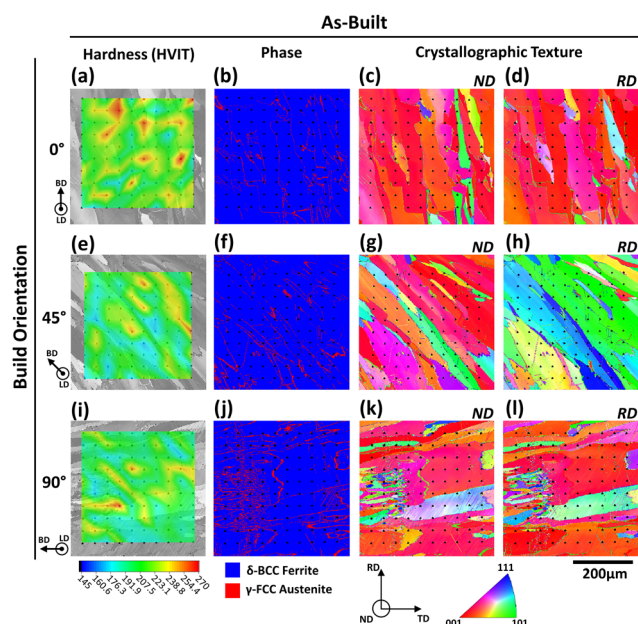 As-Built
Hardness (HVIT)
Phase
Crystallographic Texture
(a)
(b)
(c)
ND
(d)
RD
0°
BD
LD
(e)
(f)
(g)
ND
(h)
RD
Build Orientation
45°
BD
LD
(i)
(j)
(k)
ND
(l)
RD
90°
BD
LD
145
160.6
176.3
191.9
207.5
223.1
238.8
254.4
270
δ-BCC Ferrite
γ-FCC Austenite
RD
ND
TD
111
001
101
200μm